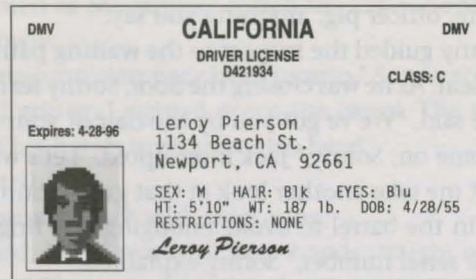 DMV CALIFORNIA DMV
DRIVER LICENSE
D421934
CLASS: C
Expires: 4-28-96
Leroy Pierson
1134 Beach St.
Newport, CA 92661
SEX: M HAIR: Blk EYES: Blu
HT: 5'10" WT: 187 lb. DOB: 4/28/55
RESTRICTIONS: NONE
Leroy Pierson